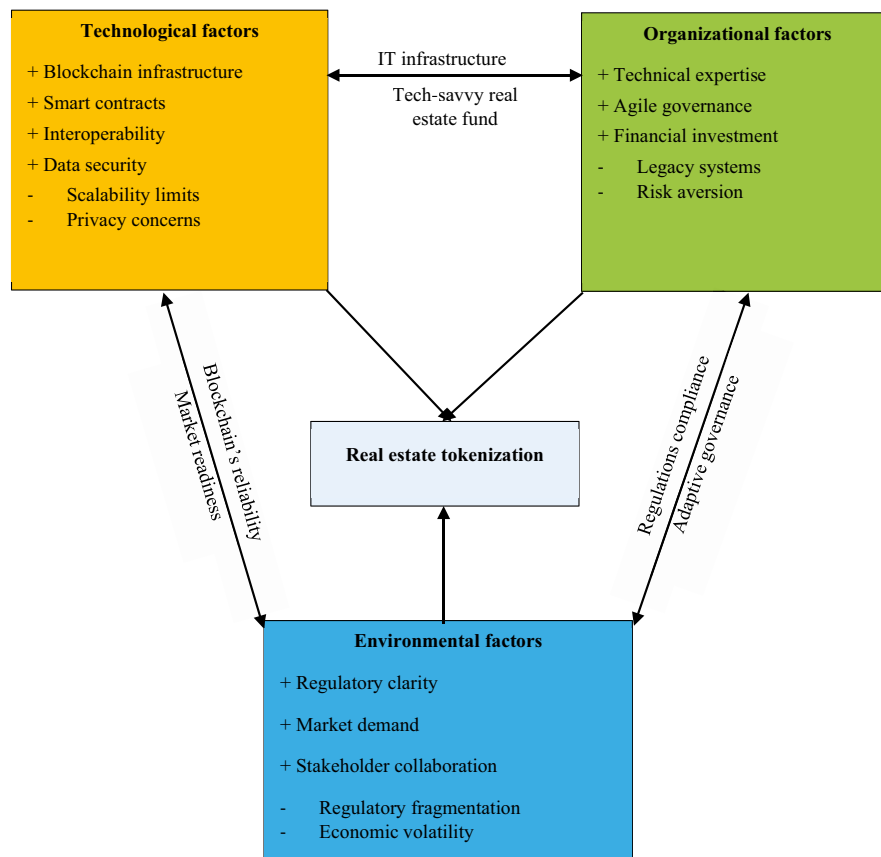 Technological factors
+ Blockchain infrastructure
+ Smart contracts
+ Interoperability
+ Data security
- Scalability limits
- Privacy concerns
IT infrastructure
Tech-savvy real
estate fund
Organizational factors
+ Technical expertise
+ Agile governance
+ Financial investment
- Legacy systems
- Risk aversion
Blockchain’s reliability
Market readiness
Real estate tokenization
Regulations compliance
Adaptive governance
Environmental factors
+ Regulatory clarity
+ Market demand
+ Stakeholder collaboration
- Regulatory fragmentation
- Economic volatility